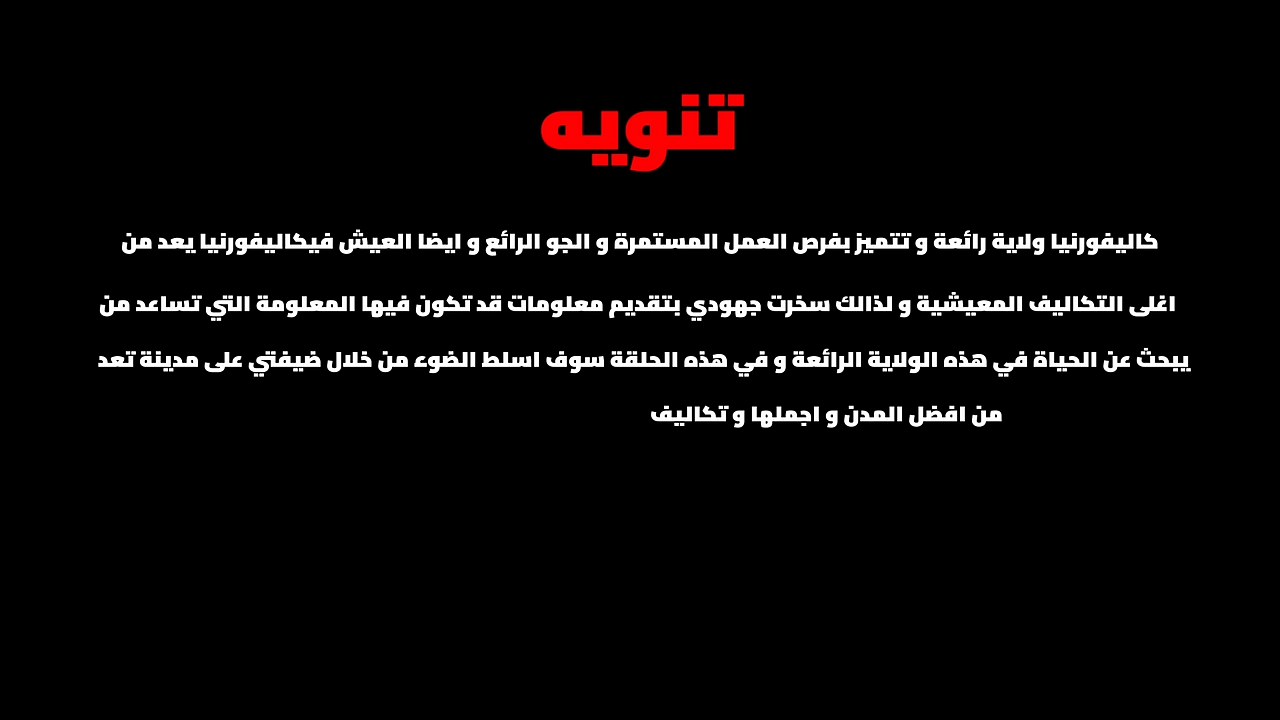 تنويه
كاليفورنيا ولاية رائعة و تتميز بفرص العمل المستمرة و الجو الرائع و ايضا العيش فيكاليفورنيا يعد من
اغلى التكاليف المعيشية و لذالك سخرت جهودي بتقديم معلومات قد تكون فيها المعلومة التي تساعد من
يبحث عن الحياة في هذه الولاية الرائعة و في هذه الحلقة سوف اسلط الضوء من خلال ضيفتي على مدينة تعد
من افضل المدن و اجملها و تكاليف